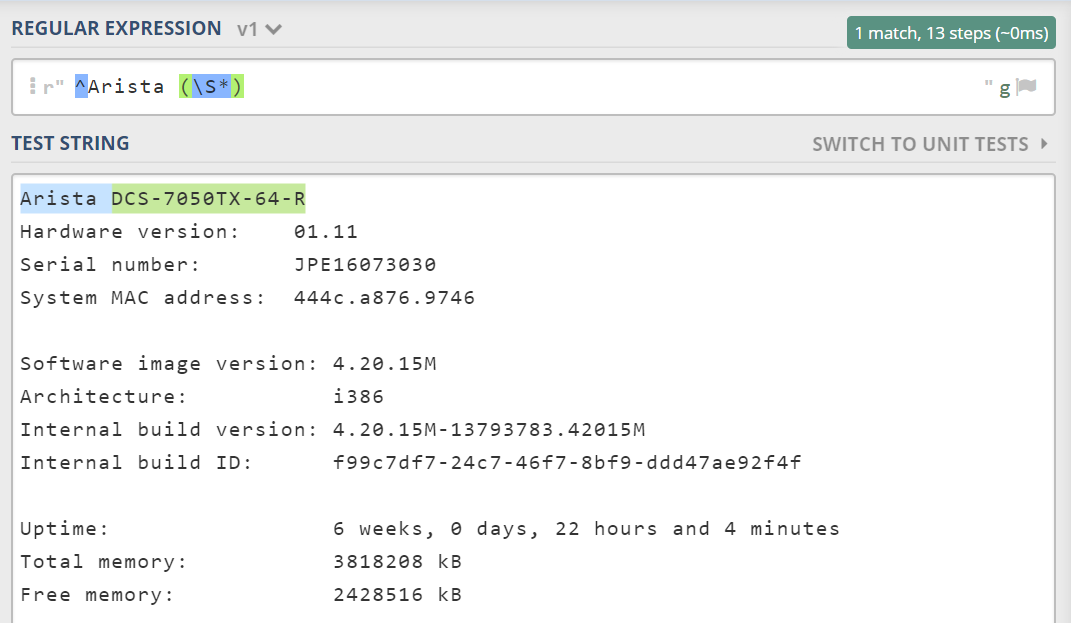 REGULAR EXPRESSION v1
1 match, 13 steps (~0ms)
r" ^Arista (\S*) " g
TEST STRING
SWITCH TO UNIT TESTS
Arista DCS-7050TX-64-R
Hardware version: 01.11
Serial number: JPE16073030
System MAC address: 444c.a876.9746
Software image version: 4.20.15M
Architecture: i386
Internal build version: 4.20.15M-13793783.42015M
Internal build ID: f99c7df7-24c7-46f7-8bf9-ddd47ae92f4f
Uptime: 6 weeks, 0 days, 22 hours and 4 minutes
Total memory: 3818208 kB
Free memory: 2428516 kB